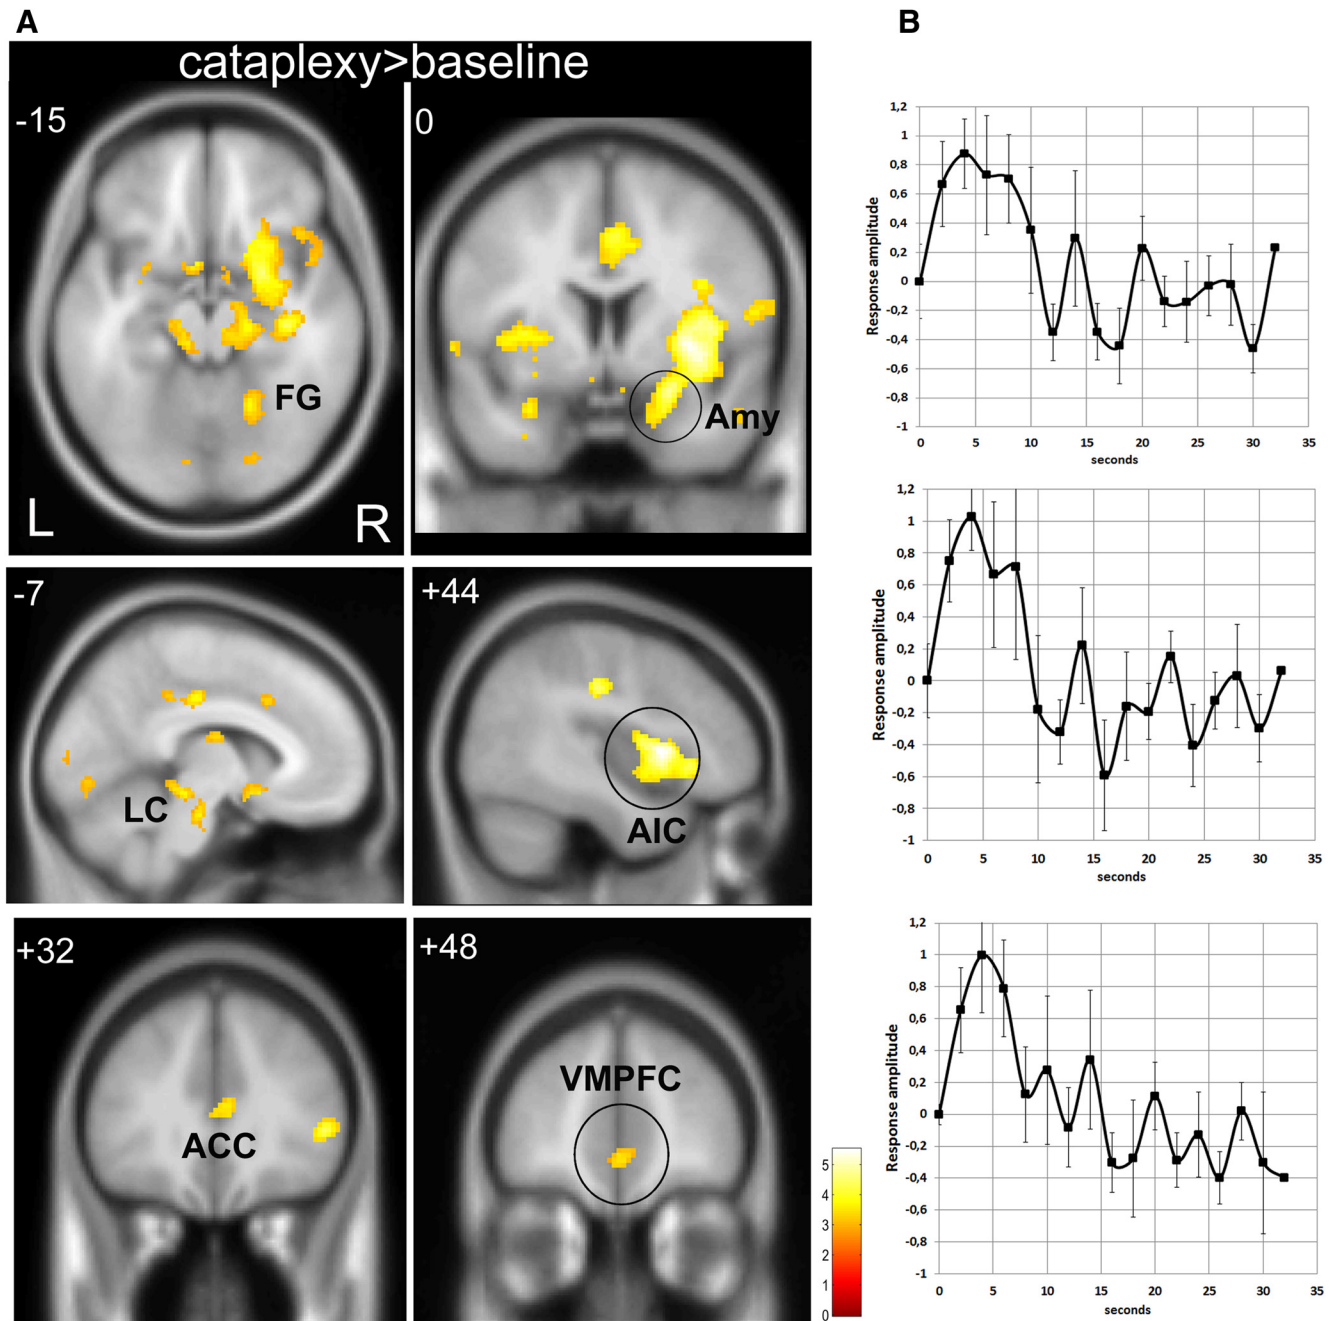 A
B
cataplexy>baseline
-15
0
FG
Amy
L
R
-7
+44
LC
AIC
+32
+48
VMPFC
ACC
5
4
3
2
1
0
1,2
1
0,8
0,6
0,4
0,2
0
-0,2
-0,4
-0,6
-0,8
-1
Response amplitude
0 5 10 15 20 25 30 35
seconds
1,2
1
0,8
0,6
0,4
0,2
0
-0,2
-0,4
-0,6
-0,8
-1
Response amplitude
0 5 10 15 20 25 30 35
seconds
1,2
1
0,8
0,6
0,4
0,2
0
-0,2
-0,4
-0,6
-0,8
-1
Response amplitude
0 5 10 15 20 25 30 35
seconds